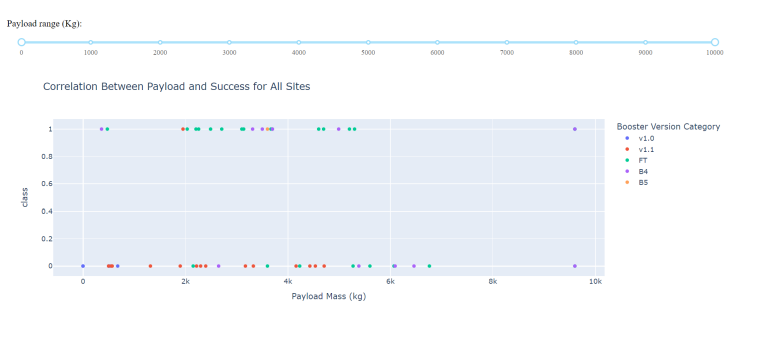 Payload range (Kg):
0 1000 2000 3000 4000 5000 6000 7000 8000 9000 10000
Correlation Between Payload and Success for All Sites
Booster Version Category
v1.0
v1.1
FT
B4
B5
1
0.8
0.6
0.4
0.2
0
class
0 2k 4k 6k 8k 10k
Payload Mass (kg)